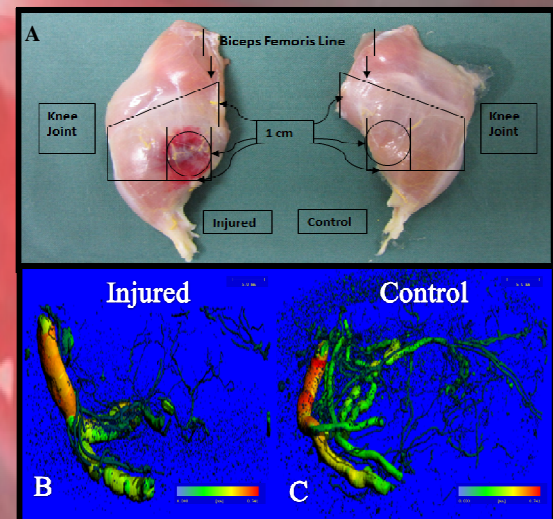 A
Biceps Femoris Line
Knee
Joint
1 cm
Knee
Joint
Injured
Control
Injured
Control
B
C